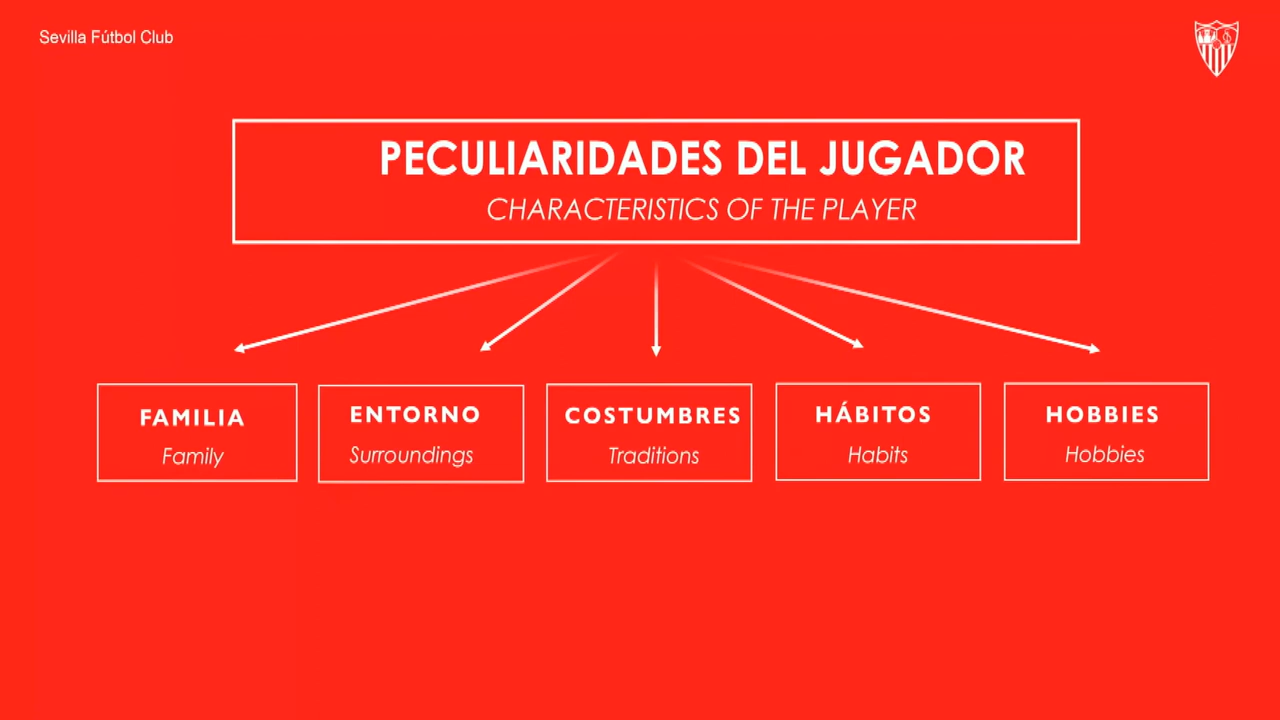 Sevilla Fútbol Club
PECULIARIDADES DEL JUGADOR
CHARACTERISTICS OF THE PLAYER
FAMILIA
Family
ENTORNO
Surroundings
COSTUMBRES
Traditions
HÁBITOS
Habits
HOBBIES
Hobbies